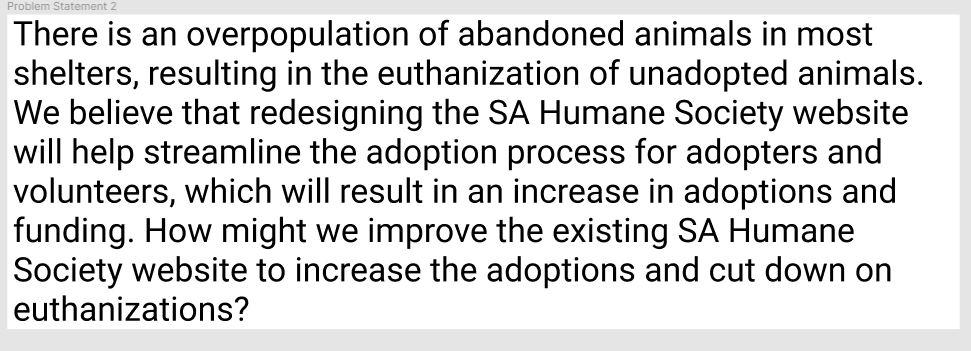 Problem Statement 2
There is an overpopulation of abandoned animals in most
shelters, resulting in the euthanization of unadopted animals.
We believe that redesigning the SA Humane Society website
will help streamline the adoption process for adopters and
volunteers, which will result in an increase in adoptions and
funding. How might we improve the existing SA Humane
Society website to increase the adoptions and cut down on
euthanizations?